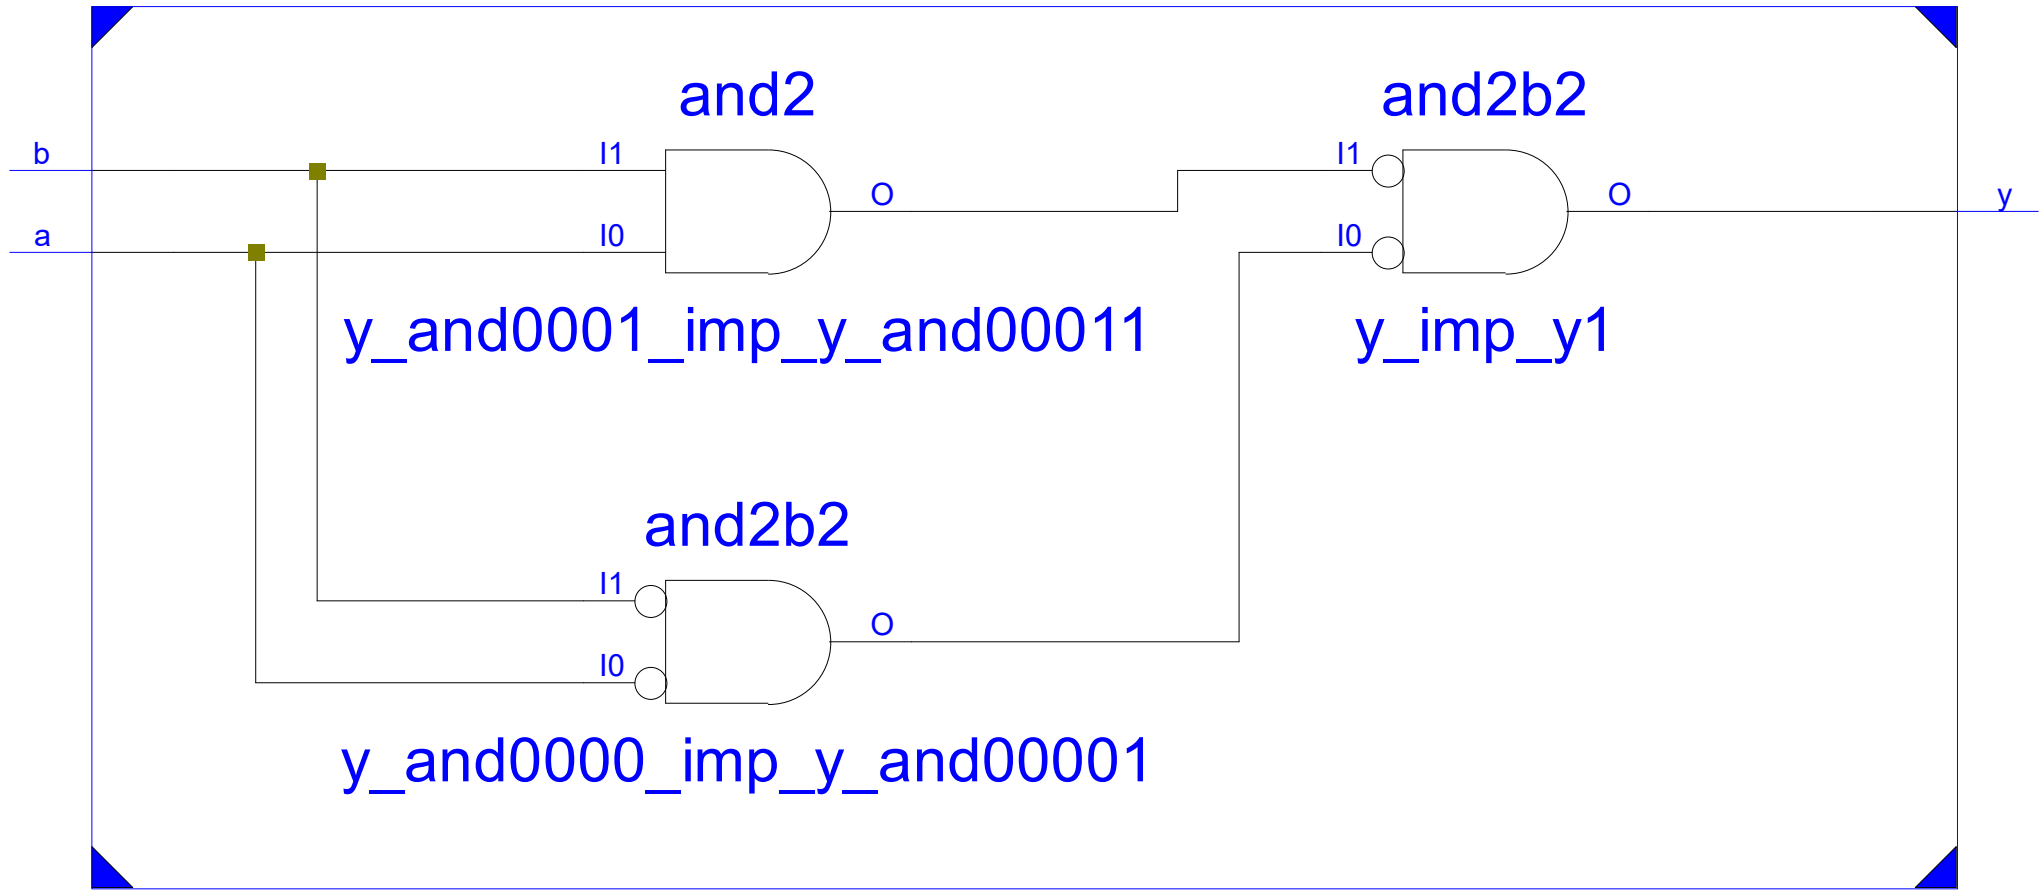 and2
and2b2
b
I1
O
I1
O
y
a
I0
I0
y_and0001_imp_y_and00011
y_imp_y1
and2b2
I1
O
I0
y_and0000_imp_y_and00001